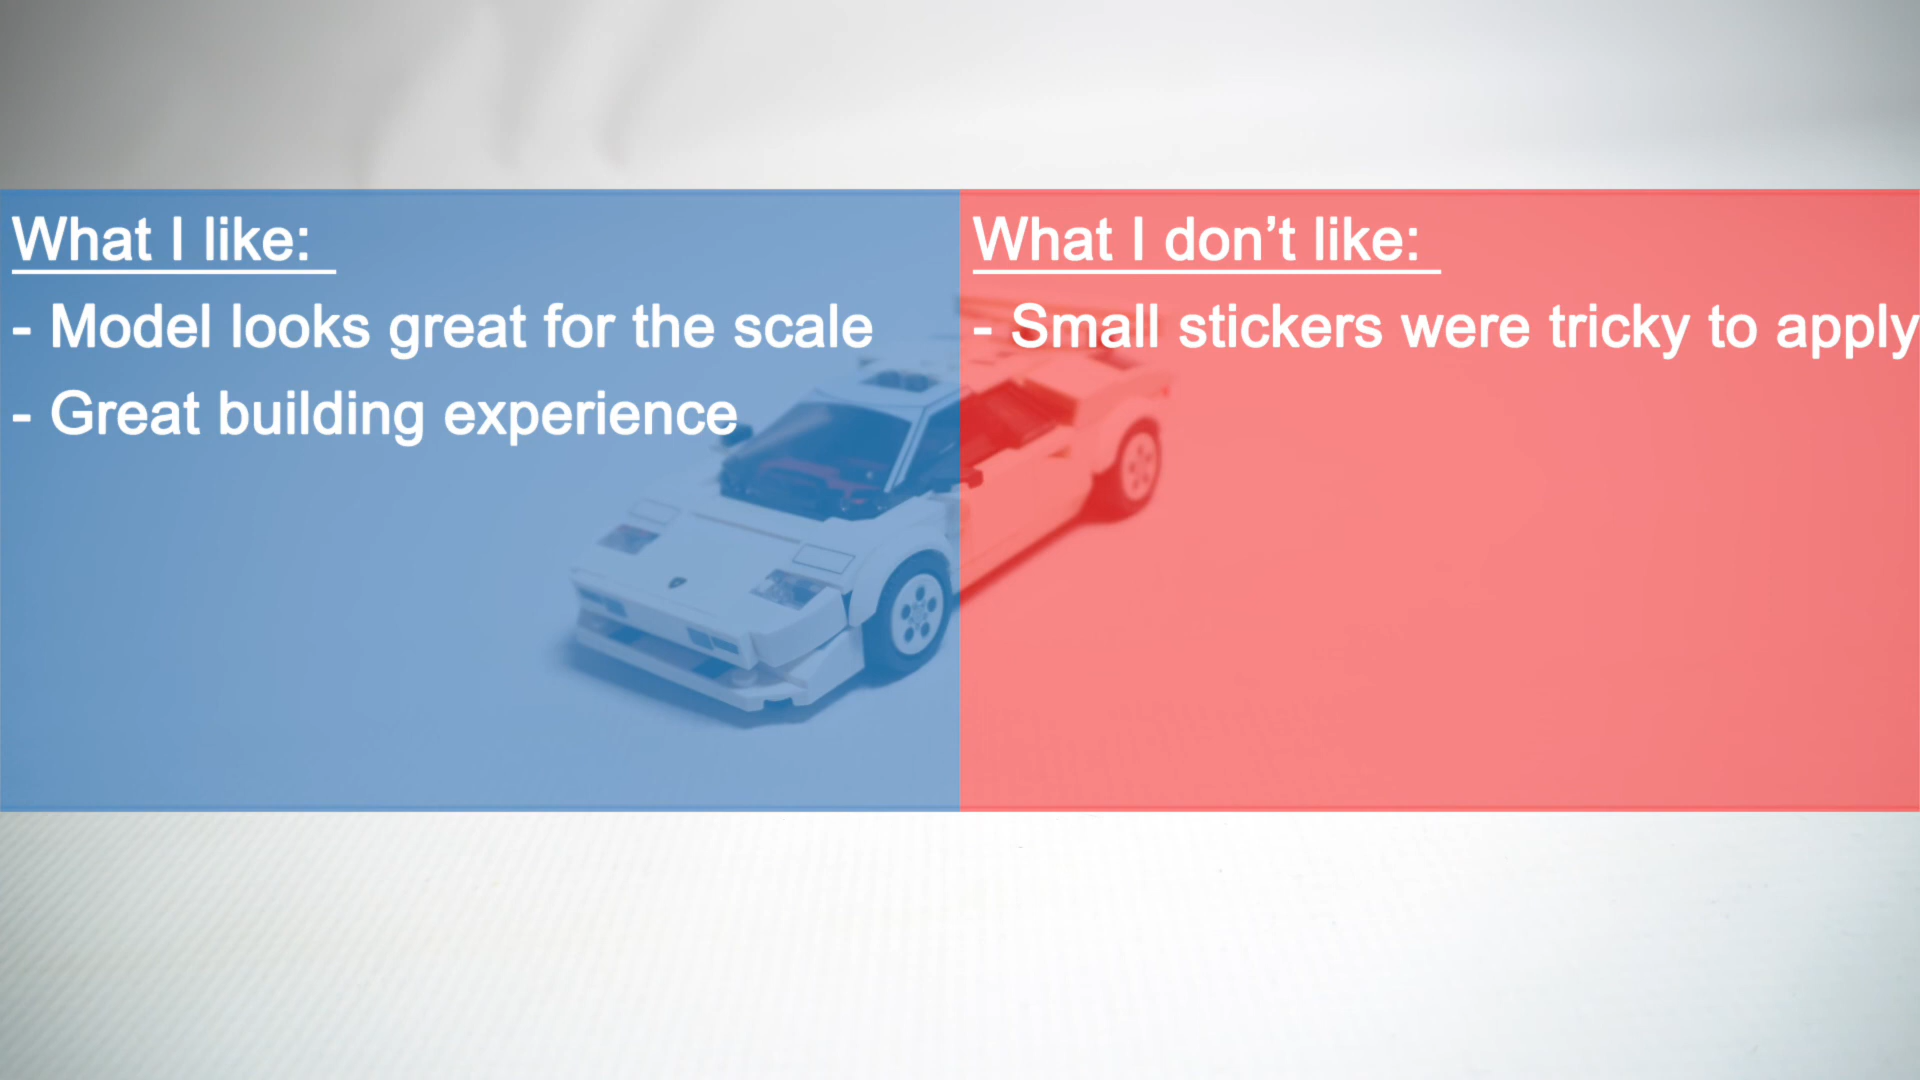 What I like:
- Model looks great for the scale
- Great building experience
What I don’t like:
- Small stickers were tricky to apply